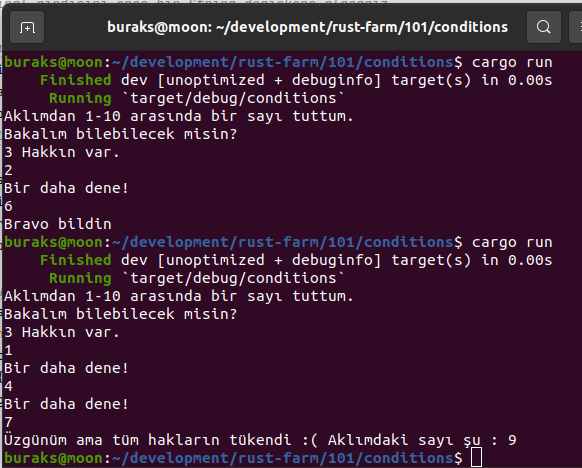 buraks@moon: ~/development/rust-farm/101/conditions
buraks@moon:~/development/rust-farm/101/conditions$ cargo run
Finished dev [unoptimized + debuginfo] target(s) in 0.00s
Running `target/debug/conditions`
Aklımdan 1-10 arasında bir sayı tuttum.
Bakalım bilebilecek misin?
3 Hakkın var.
2
Bir daha dene!
6
Bravo bildin
buraks@moon:~/development/rust-farm/101/conditions$ cargo run
Finished dev [unoptimized + debuginfo] target(s) in 0.00s
Running `target/debug/conditions`
Aklımdan 1-10 arasında bir sayı tuttum.
Bakalım bilebilecek misin?
3 Hakkın var.
1
Bir daha dene!
4
Bir daha dene!
7
Üzgünüm ama tüm hakların tükendi :( Aklımdaki sayı şu : 9
buraks@moon:~/development/rust-farm/101/conditions$